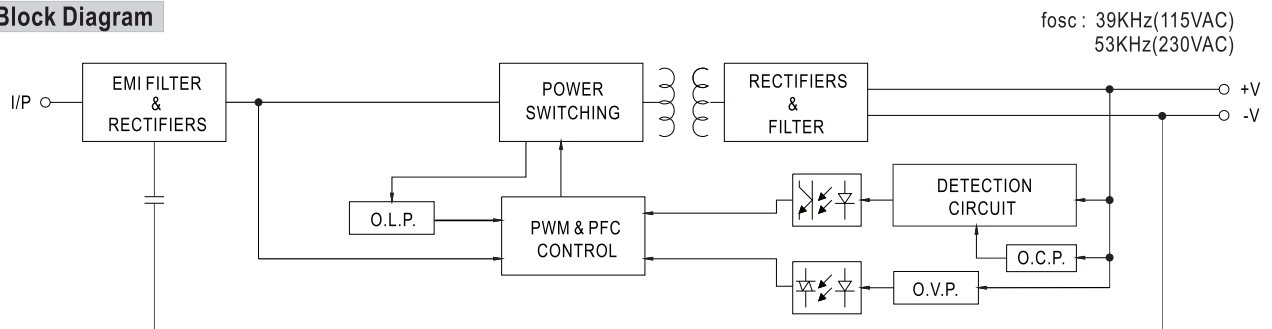 Block Diagram
fosc : 39KHz(115VAC)
53KHz(230VAC)
I/P
EMI FILTER
&
RECTIFIERS
POWER
SWITCHING
RECTIFIERS
&
FILTER
+V
-V
O.L.P.
PWM & PFC
CONTROL
DETECTION
CIRCUIT
O.C.P.
O.V.P.